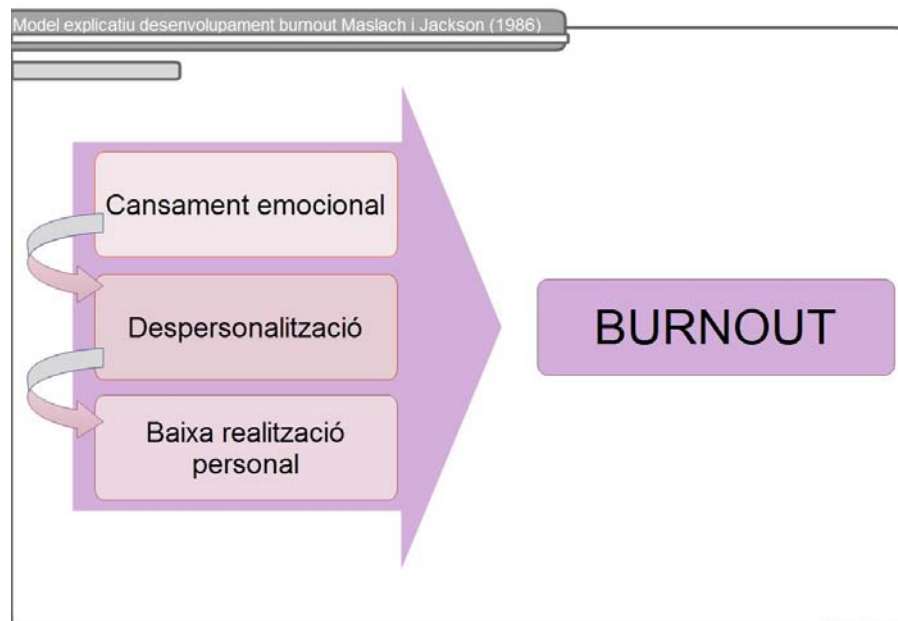 Model explicatiu desenvolupament burnout Maslach i Jackson (1986)
Cansament emocional
Despersonalització
Baixa realització
personal
BURNOUT